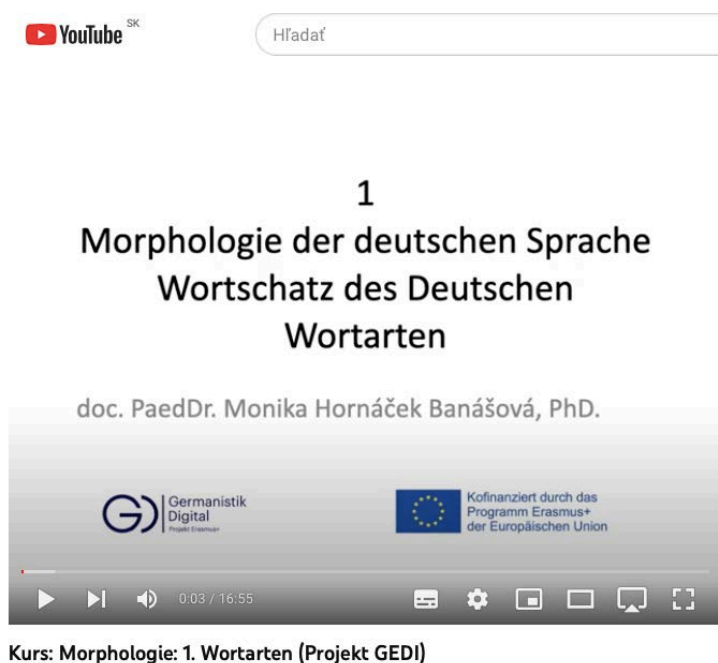 YouTube SK
Hľadať
1
Morphologie der deutschen Sprache
Wortschatz des Deutschen
Wortarten
doc. PaedDr. Monika Hornáček Banášová, PhD.
Germanistik
Digital
Projekt Erasmus+
Kofinanziert durch das
Programm Erasmus+
der Europäischen Union
0:03 / 16:55
Kurs: Morphologie: 1. Wortarten (Projekt GEDI)